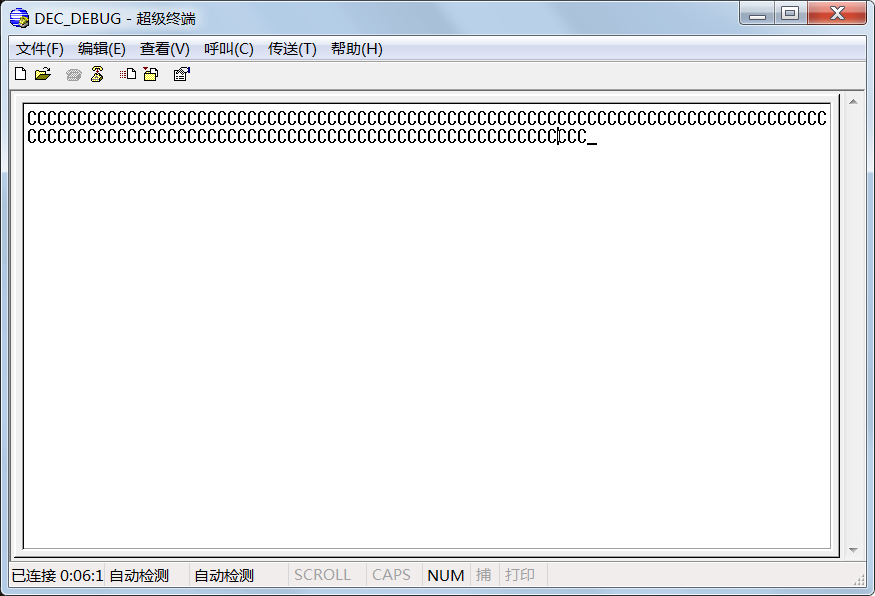 DEC_DEBUG - 超级终端
文件(F) 编辑(E) 查看(V) 呼叫(C) 传送(T) 帮助(H)
CCCCCCCCCCCCCCCCCCCCCCCCCCCCCCCCCCCCCCCCCCCCCCCCCCCCCCCCCCCCCCCCCCCCCCCCCCCCCCCC
CCCCCCCCCCCCCCCCCCCCCCCCCCCCCCCCCCCCCCCCCCCCCCCCCCCCCCCC_
已连接 0:06:1 自动检测 自动检测 SCROLL CAPS NUM 捕 打印